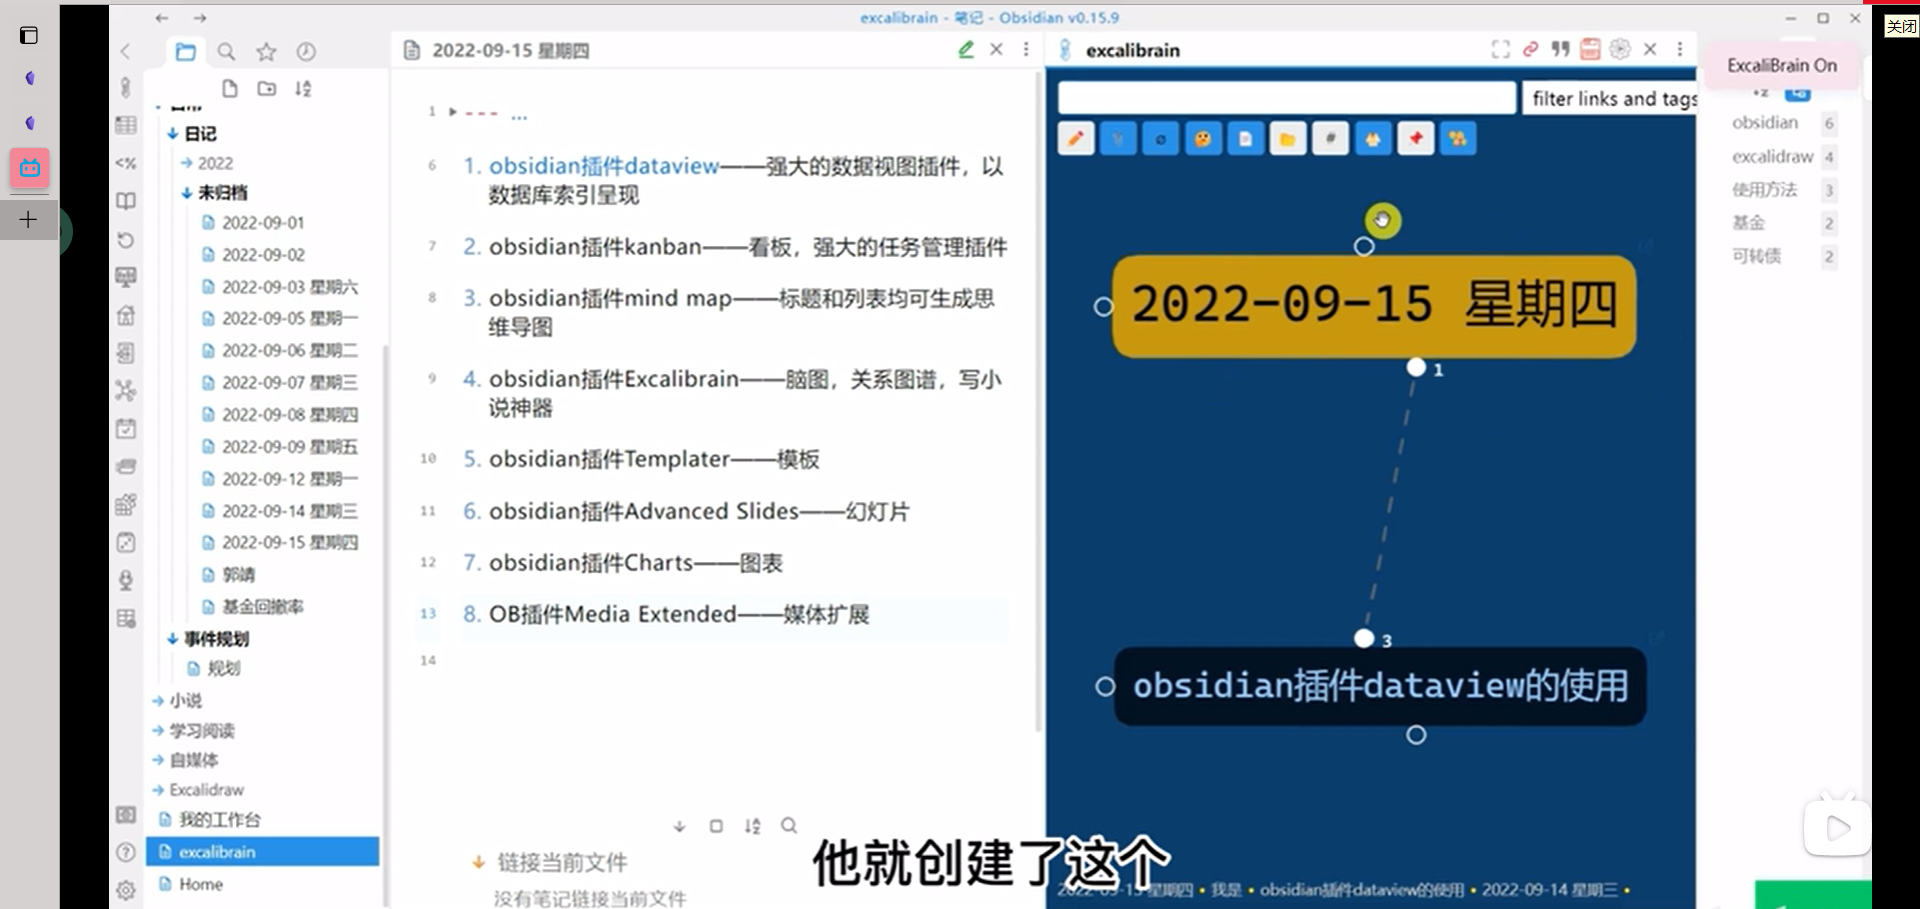 关闭
excalibrain - 笔记 - Obsidian v0.15.9
日记
2022
未归档
2022-09-01
2022-09-02
2022-09-03 星期六
2022-09-05 星期一
2022-09-06 星期二
2022-09-07 星期三
2022-09-08 星期四
2022-09-09 星期五
2022-09-12 星期一
2022-09-14 星期三
2022-09-15 星期四
郭靖
基金回撤率
事件规划
规划
小说
学习阅读
自媒体
Excalidraw
我的工作台
excalibrain
Home
2022-09-15 星期四
1 --- ...
6 1. obsidian插件dataview——强大的数据视图插件，以
数据库索引呈现
7 2. obsidian插件kanban——看板，强大的任务管理插件
8 3. obsidian插件mind map——标题和列表均可生成思
维导图
9 4. obsidian插件Excalibrain——脑图，关系图谱，写小
说神器
10 5. obsidian插件Templater——模板
11 6. obsidian插件Advanced Slides——幻灯片
12 7. obsidian插件Charts——图表
13 8. OB插件Media Extended——媒体扩展
14
链接当前文件
没有笔记链接当前文件
excalibrain
filter links and tags
2022-09-15 星期四
1
3
obsidian插件dataview的使用
2022-09-15 星期四 • 我是 • obsidian插件dataview的使用 • 2022-09-14 星期三 •
ExcaliBrain On
obsidian 6
excalidraw 4
使用方法 3
基金 2
可转债 2
他就创建了这个